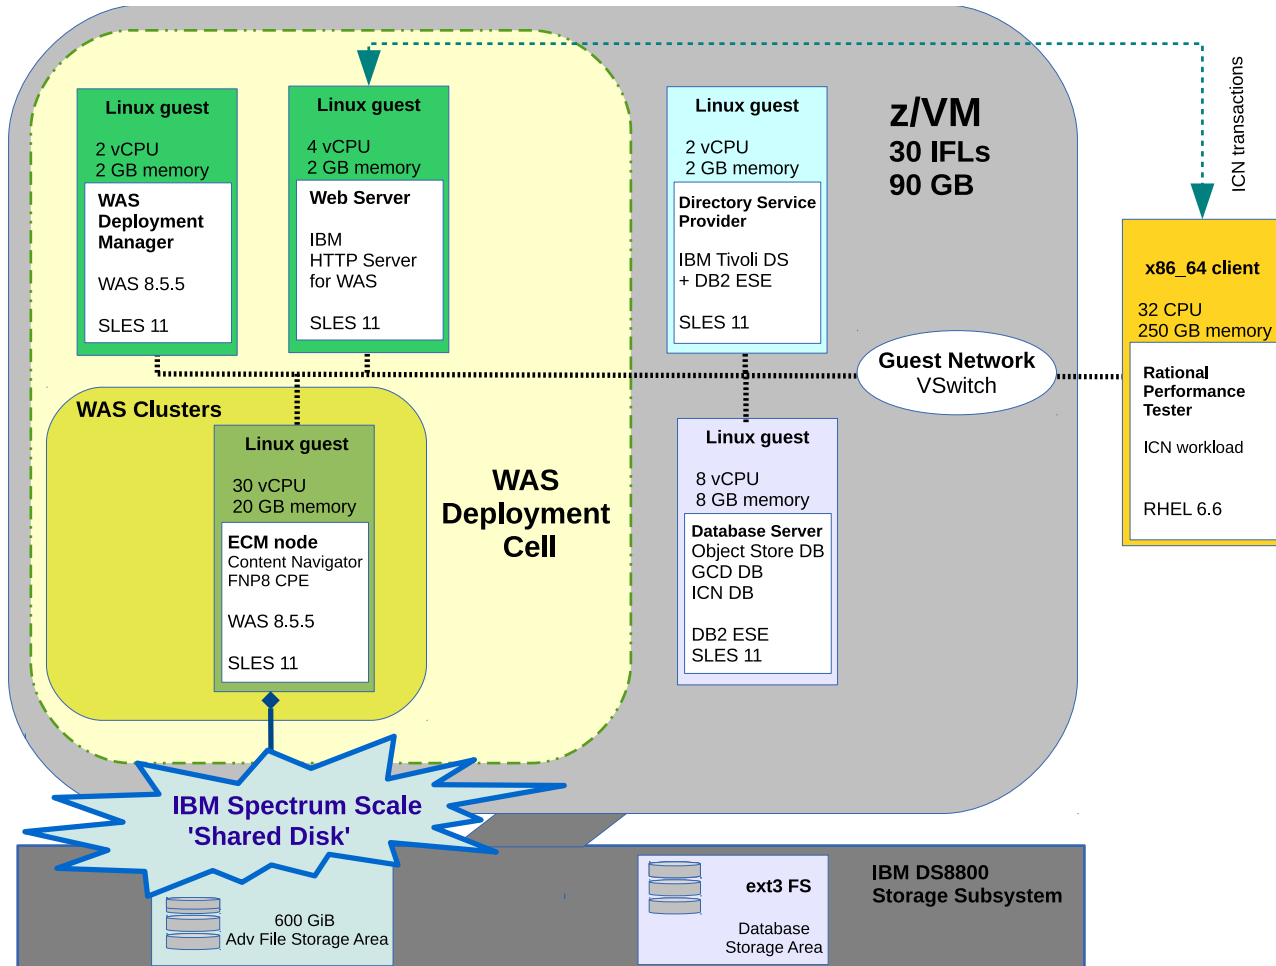 Linux guest
2 vCPU
2 GB memory
WAS
Deployment
Manager
WAS 8.5.5
SLES 11
Linux guest
4 vCPU
2 GB memory
Web Server
IBM
HTTP Server
for WAS
SLES 11
Linux guest
2 vCPU
2 GB memory
Directory Service
Provider
IBM Tivoli DS
+ DB2 ESE
SLES 11
z/VM
30 IFLs
90 GB
ICN transactions
x86_64 client
32 CPU
250 GB memory
Rational
Performance
Tester
ICN workload
RHEL 6.6
Guest Network
VSwitch
WAS Clusters
Linux guest
30 vCPU
20 GB memory
ECM node
Content Navigator
FNP8 CPE
WAS 8.5.5
SLES 11
WAS
Deployment
Cell
Linux guest
8 vCPU
8 GB memory
Database Server
Object Store DB
GCD DB
ICN DB
DB2 ESE
SLES 11
IBM Spectrum Scale
'Shared Disk'
600 GiB
Adv File Storage Area
ext3 FS
Database
Storage Area
IBM DS8800
Storage Subsystem